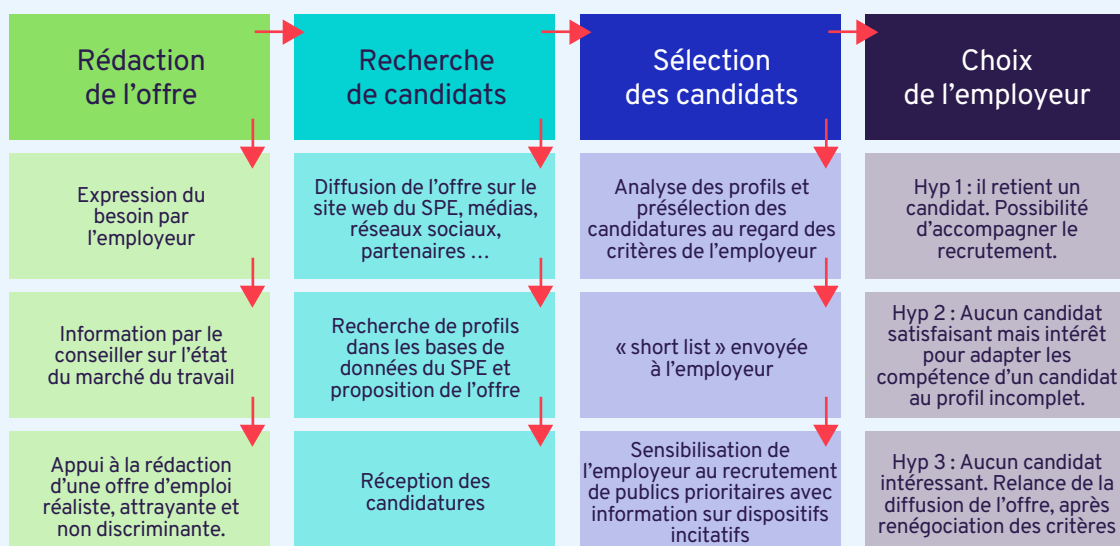 Rédaction
de l’offre
Expression du
besoin par
l’employeur
Information par le
conseiller sur l’état
du marché du travail
Appui à la rédaction
d’une offre d’emploi
réaliste, attrayante et
non discriminante.
Recherche
de candidats
Diffusion de l’offre sur le
site web du SPE, médias,
réseaux sociaux,
partenaires …
Recherche de profils
dans les bases de
données du SPE et
proposition de l’offre
Réception des
candidatures
Sélection
des candidats
Analyse des profils et
présélection des
candidatures au regard des
critères de l’employeur
« short list » envoyée
à l’employeur
Sensibilisation de
l’employeur au recrutement
de publics prioritaires avec
information sur dispositifs
incitatifs
Choix
de l’employeur
Hyp 1 : il retient un
candidat. Possibilité
d’accompagner le
recrutement.
Hyp 2 : Aucun candidat
satisfaisant mais intérêt
pour adapter les
compétence d’un candidat
au profil incomplet.
Hyp 3 : Aucun candidat
intéressant. Relance de la
diffusion de l’offre, après
renégociation des critères